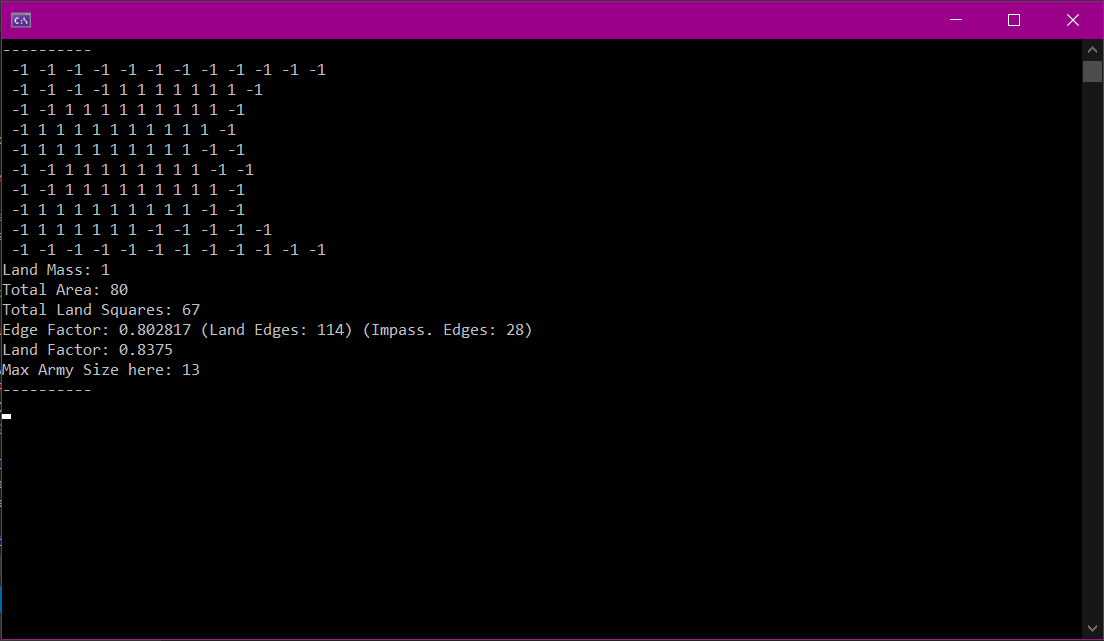 ----------
-1 -1 -1 -1 -1 -1 -1 -1 -1 -1 -1 -1
-1 -1 -1 -1 1 1 1 1 1 1 1 -1
-1 -1 1 1 1 1 1 1 1 1 1 -1
-1 1 1 1 1 1 1 1 1 1 1 -1
-1 1 1 1 1 1 1 1 1 1 -1 -1
-1 -1 1 1 1 1 1 1 1 1 -1 -1
-1 -1 1 1 1 1 1 1 1 1 1 -1
-1 1 1 1 1 1 1 1 1 1 -1 -1
-1 1 1 1 1 1 1 -1 -1 -1 -1 -1
-1 -1 -1 -1 -1 -1 -1 -1 -1 -1 -1 -1
Land Mass: 1
Total Area: 80
Total Land Squares: 67
Edge Factor: 0.802817 (Land Edges: 114) (Impass. Edges: 28)
Land Factor: 0.8375
Max Army Size here: 13
----------